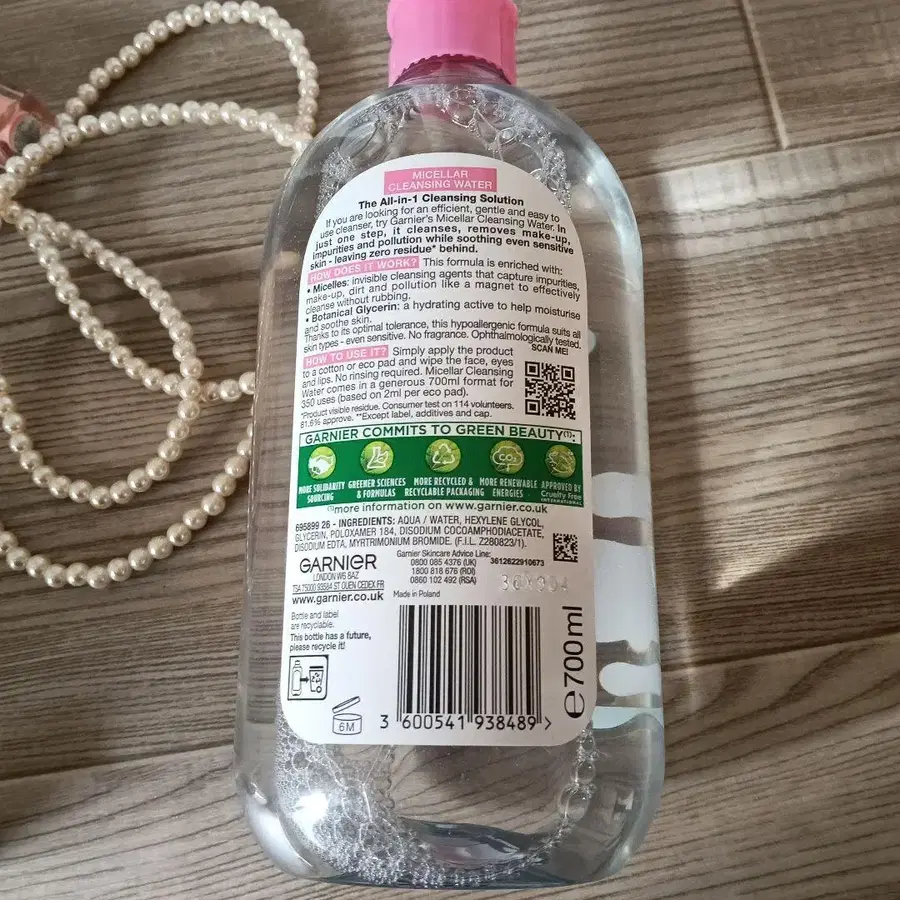 MICELLAR
CLEANSING WATER
The All-in-1 Cleansing Solution
If you are looking for an efficient, gentle and easy to
use cleanser, try Garnier's Micellar Cleansing Water. In
just one step, it cleanses, removes make-up,
impurities and pollution while soothing even sensitive
skin - leaving zero residue* behind.
HOW DOES IT WORK? This formula is enriched with:
• Micelles: invisible cleansing agents that capture impurities,
make-up, dirt and pollution like a magnet to effectively
cleanse without rubbing.
• Botanical Glycerin: a hydrating active to help moisturise
and soothe skin.
Thanks to its optimal tolerance, this hypoallergenic formula suits all
skin types - even sensitive. No fragrance. Ophthalmologically tested.
SCAN ME!
HOW TO USE IT? Simply apply the product
to a cotton or eco pad and wipe the face, eyes
and lips. No rinsing required. Micellar Cleansing
Water comes in a generous 700ml format for
350 uses (based on 2ml per eco pad).
*Product visible residue. Consumer test on 114 volunteers.
81.6% approve. **Except label, additives and cap.
GARNIER COMMITS TO GREEN BEAUTY(1):
CO2
MORE SOLIDARITY
SOURCING
GREENER SCIENCES
& FORMULAS
MORE RECYCLED &
RECYCLABLE PACKAGING
MORE RENEWABLE
ENERGIES
APPROVED BY
Cruelty Free
INTERNATIONAL
(1)more information on www.garnier.co.uk
695899 26 - INGREDIENTS: AQUA / WATER, HEXYLENE GLYCOL,
GLYCERIN, POLOXAMER 184, DISODIUM COCOAMPHODIACETATE,
DISODIUM EDTA, MYRTRIMONIUM BROMIDE. (F.I.L. Z280823/1).
GARNIER
LONDON W6 8AZ
TSA 75000 93584 ST OUEN CEDEX FR
www.garnier.co.uk
Garnier Skincare Advice Line:
0800 085 4376 (UK)
1800 818 676 (ROI)
0860 102 492 (RSA)
3612622910673
Made in Poland
Bottle and label
are recyclable.
This bottle has a future,
please recycle it!
6M
3 600541 938489 >
e700ml